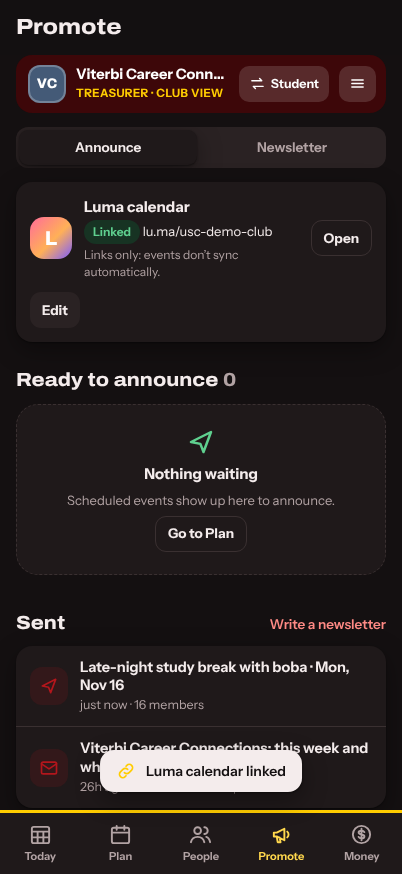 Promote
VC
Viterbi Career Conn...
TREASURER · CLUB VIEW
Student
Announce
Newsletter
Luma calendar
L
Linked lu.ma/usc-demo-club
Open
Links only: events don't sync
automatically.
Edit
Ready to announce 0
Nothing waiting
Scheduled events show up here to announce.
Go to Plan
Sent
Write a newsletter
Late-night study break with boba · Mon,
Nov 16
just now · 16 members
Viterbi Career Connections: this week and
Luma calendar linked
26h
Today
Plan
People
Promote
Money